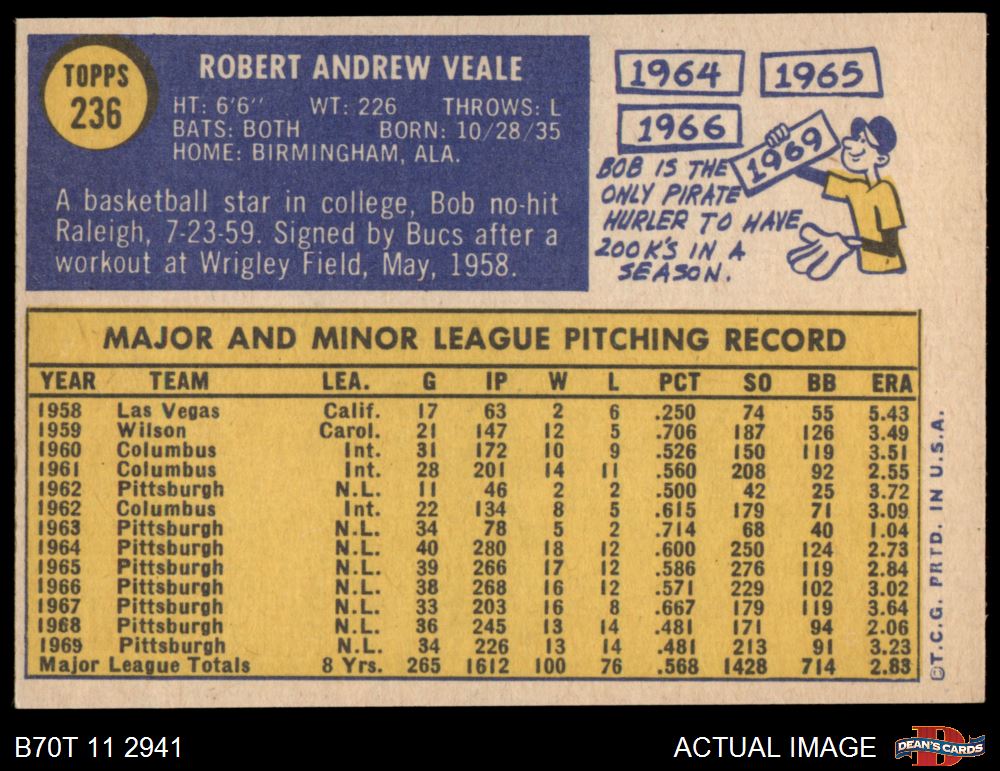 TOPPS
236
ROBERT ANDREW VEALE
HT: 6'6" WT: 226 THROWS: L
BATS: BOTH BORN: 10/28/35
HOME: BIRMINGHAM, ALA.
A basketball star in college, Bob no-hit
Raleigh, 7-23-59. Signed by Bucs after a
workout at Wrigley Field, May, 1958.
1964 1965
1966 1969
BOB IS THE
ONLY PIRATE
HURLER TO HAVE
200 K'S IN A
SEASON.
MAJOR AND MINOR LEAGUE PITCHING RECORD
YEAR TEAM LEA. G IP W L PCT SO BB ERA
1958 Las Vegas Calif. 17 63 2 6 .250 74 55 5.43
1959 Wilson Carol. 21 147 12 5 .706 187 126 3.49
1960 Columbus Int. 31 172 10 9 .526 150 119 3.51
1961 Columbus Int. 28 201 14 11 .560 208 92 2.55
1962 Pittsburgh N.L. 11 46 2 2 .500 42 25 3.72
1962 Columbus Int. 22 134 8 5 .615 179 71 3.09
1963 Pittsburgh N.L. 34 78 5 2 .714 68 40 1.04
1964 Pittsburgh N.L. 40 280 18 12 .600 250 124 2.73
1965 Pittsburgh N.L. 39 266 17 12 .586 276 119 2.84
1966 Pittsburgh N.L. 38 268 16 12 .571 229 102 3.02
1967 Pittsburgh N.L. 33 203 16 8 .667 179 119 3.64
1968 Pittsburgh N.L. 36 245 13 14 .481 171 94 2.06
1969 Pittsburgh N.L. 34 226 13 14 .481 213 91 3.23
Major League Totals 8 Yrs. 265 1612 100 76 .568 1428 714 2.83
©T.C.G. PRTD. IN U.S.A.
B70T 11 2941
ACTUAL IMAGE
D
DEAN'S CARDS